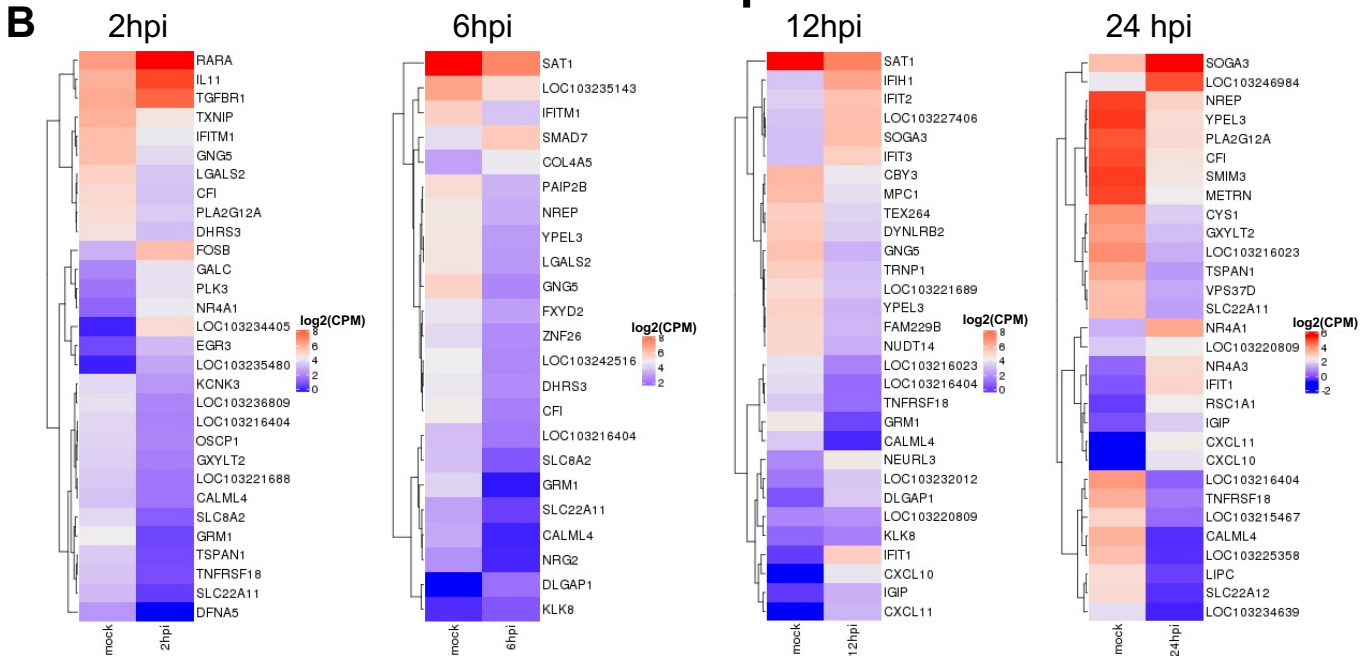 B
2hpi
6hpi
12hpi
24 hpi
RARA
IL11
TGFBR1
TXNIP
IFITM1
GNG5
LGALS2
CFI
PLA2G12A
DHRS3
FOSB
GALC
PLK3
NR4A1
LOC103234405
EGR3
LOC103235480
KCNK3
LOC103236809
LOC103216404
OSCP1
GXYLT2
LOC103221688
CALML4
SLC8A2
GRM1
TSPAN1
TNFRSF18
SLC22A11
DFNA5
mock
2hpi
log2(CPM)
8
6
4
2
0
SAT1
LOC103235143
IFITM1
SMAD7
COL4A5
PAIP2B
NREP
YPEL3
LGALS2
GNG5
FXYD2
ZNF26
LOC103242516
DHRS3
CFI
LOC103216404
SLC8A2
GRM1
SLC22A11
CALML4
NRG2
DLGAP1
KLK8
mock
6hpi
log2(CPM)
8
6
4
2
SAT1
IFIH1
IFIT2
LOC103227406
SOGA3
IFIT3
CBY3
MPC1
TEX264
DYNLRB2
GNG5
TRNP1
LOC103221689
YPEL3
FAM229B
NUDT14
LOC103216023
LOC103216404
TNFRSF18
GRM1
CALML4
NEURL3
LOC103232012
DLGAP1
LOC103220809
KLK8
IFIT1
CXCL10
IGIP
CXCL11
mock
12hpi
log2(CPM)
8
6
4
2
0
SOGA3
LOC103246984
NREP
YPEL3
PLA2G12A
CFI
SMIM3
METRN
CYS1
GXYLT2
LOC103216023
TSPAN1
VPS37D
SLC22A11
NR4A1
LOC103220809
NR4A3
IFIT1
RSC1A1
IGIP
CXCL11
CXCL10
LOC103216404
TNFRSF18
LOC103215467
CALML4
LOC103225358
LIPC
SLC22A12
LOC103234639
mock
24hpi
log2(CPM)
6
4
2
0
-2